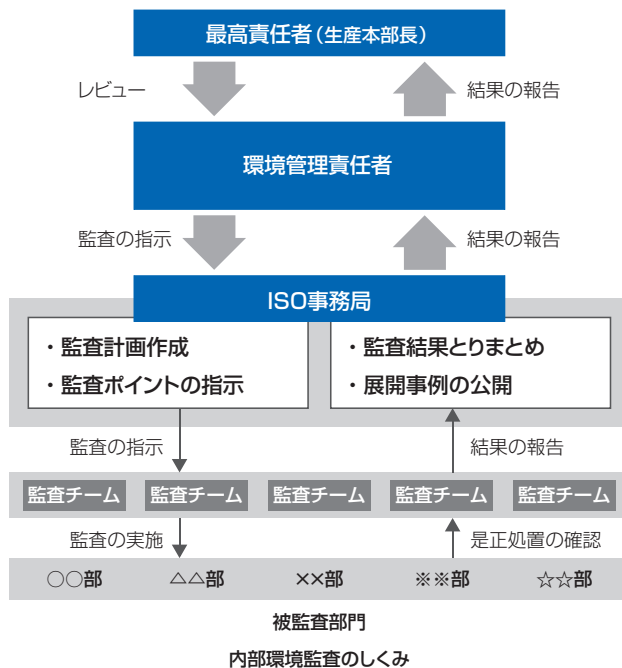 最高責任者(生産本部長)
レビュー
結果の報告
環境管理責任者
監査の指示
結果の報告
ISO事務局
・監査計画作成
・監査ポイントの指示
・監査結果とりまとめ
・展開事例の公開
監査の指示
結果の報告
監査チーム 監査チーム 監査チーム 監査チーム 監査チーム
監査の実施
是正処置の確認
○○部 △△部 ××部 ※※部 ☆☆部
被監査部門
内部環境監査のしくみ